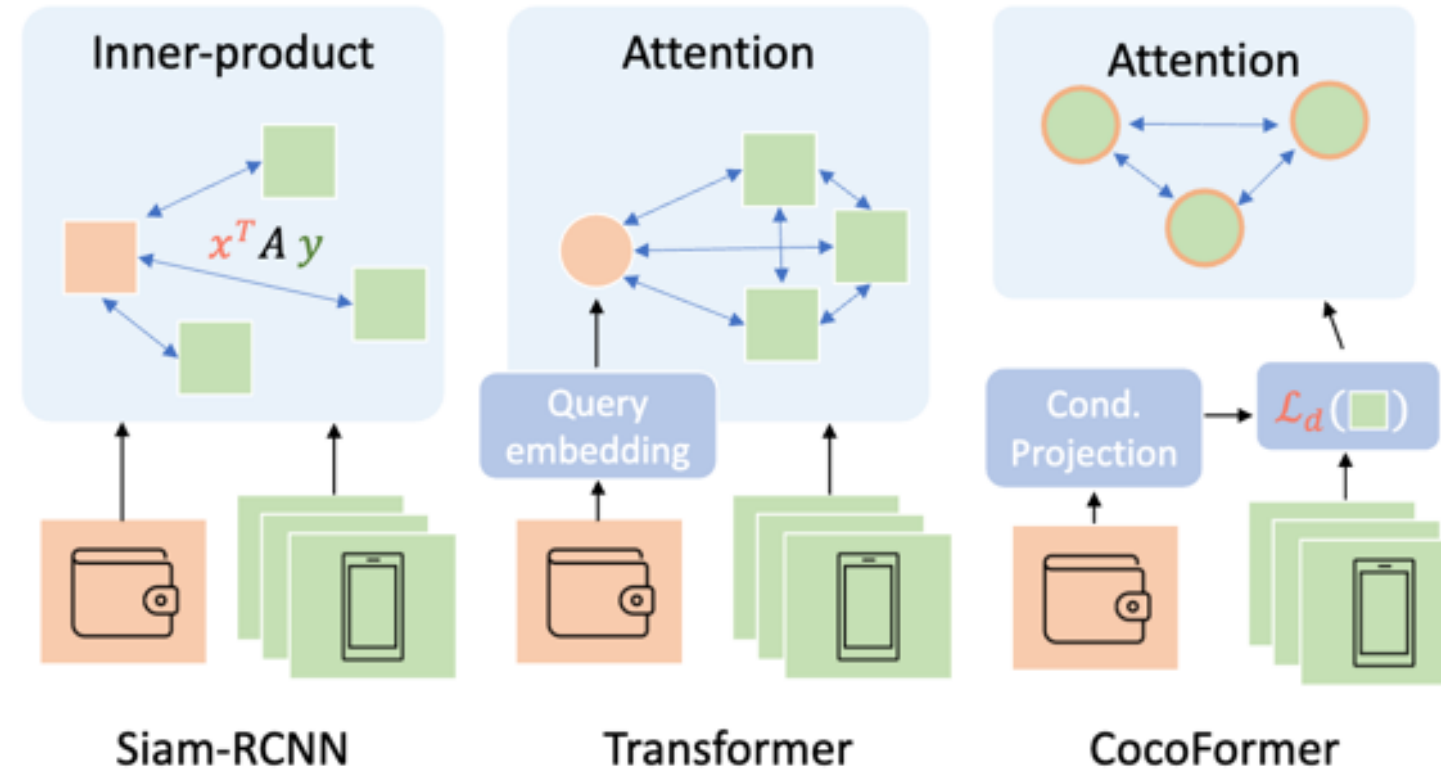 Inner-product
Attention
Attention
x^T A y
Query
embedding
Cond.
Projection
ℒ_d( )
Siam-RCNN
Transformer
CocoFormer